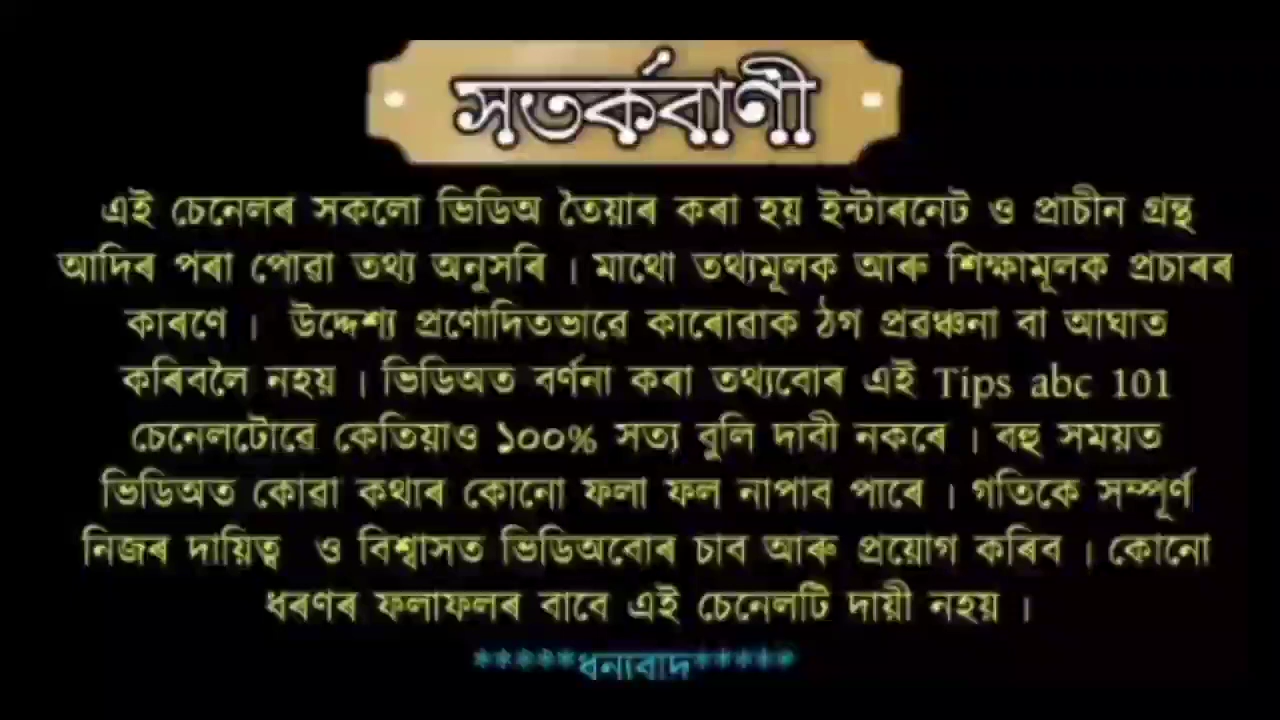 সতৰ্কবাণী
এই চেনেলৰ সকলো ভিডিঅ তৈয়াৰ কৰা হয় ইন্টাৰনেট ও প্ৰাচীন গ্ৰন্থ
আদিৰ পৰা পোৱা তথ্য অনুসৰি । মাথো তথ্যমূলক আৰু শিক্ষামূলক প্ৰচাৰৰ
কাৰণে । উদ্দেশ্য প্ৰণোদিতভাৱে কাৰোৱাক ঠগ প্ৰৱঞ্চনা বা আঘাত
কৰিবলৈ নহয় । ভিডিঅত বৰ্ণনা কৰা তথ্যবোৰ এই Tips abc 101
চেনেলটোৱে কেতিয়াও ১০০% সত্য বুলি দাবী নকৰে । বহু সময়ত
ভিডিঅত কোৱা কথাৰ কোনো ফলা ফল নাপাব পাৰে । গতিকে সম্পূৰ্ণ
নিজৰ দায়িত্ব ও বিশ্বাসত ভিডিঅবোৰ চাব আৰু প্ৰয়োগ কৰিব । কোনো
ধৰণৰ ফলাফলৰ বাবে এই চেনেলটি দায়ী নহয় ।
*****ধন্যবাদ*****